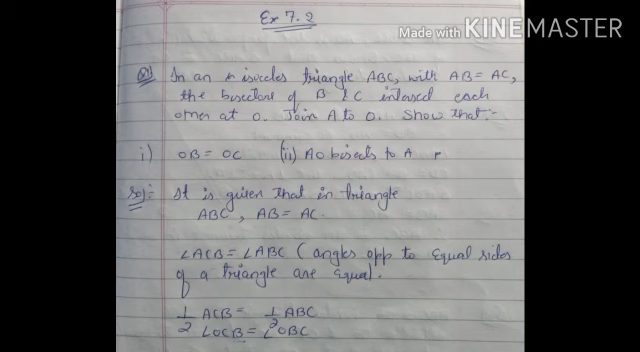 Ex 7.2
Made with KINEMASTER
Q1 In an isosceles triangle ABC, with AB = AC,
the bisectors of B & C intersed each
other at O. Join A to O. Show that:-
i) OB = OC (ii) AO bisects to A
Sol: It is given that in triangle
ABC, AB = AC.
∠ACB = ∠ABC (angles opp to equal sides
of a triangle are equal.
1/2 ACB = 1/2 ABC
∠OCB = ∠OBC